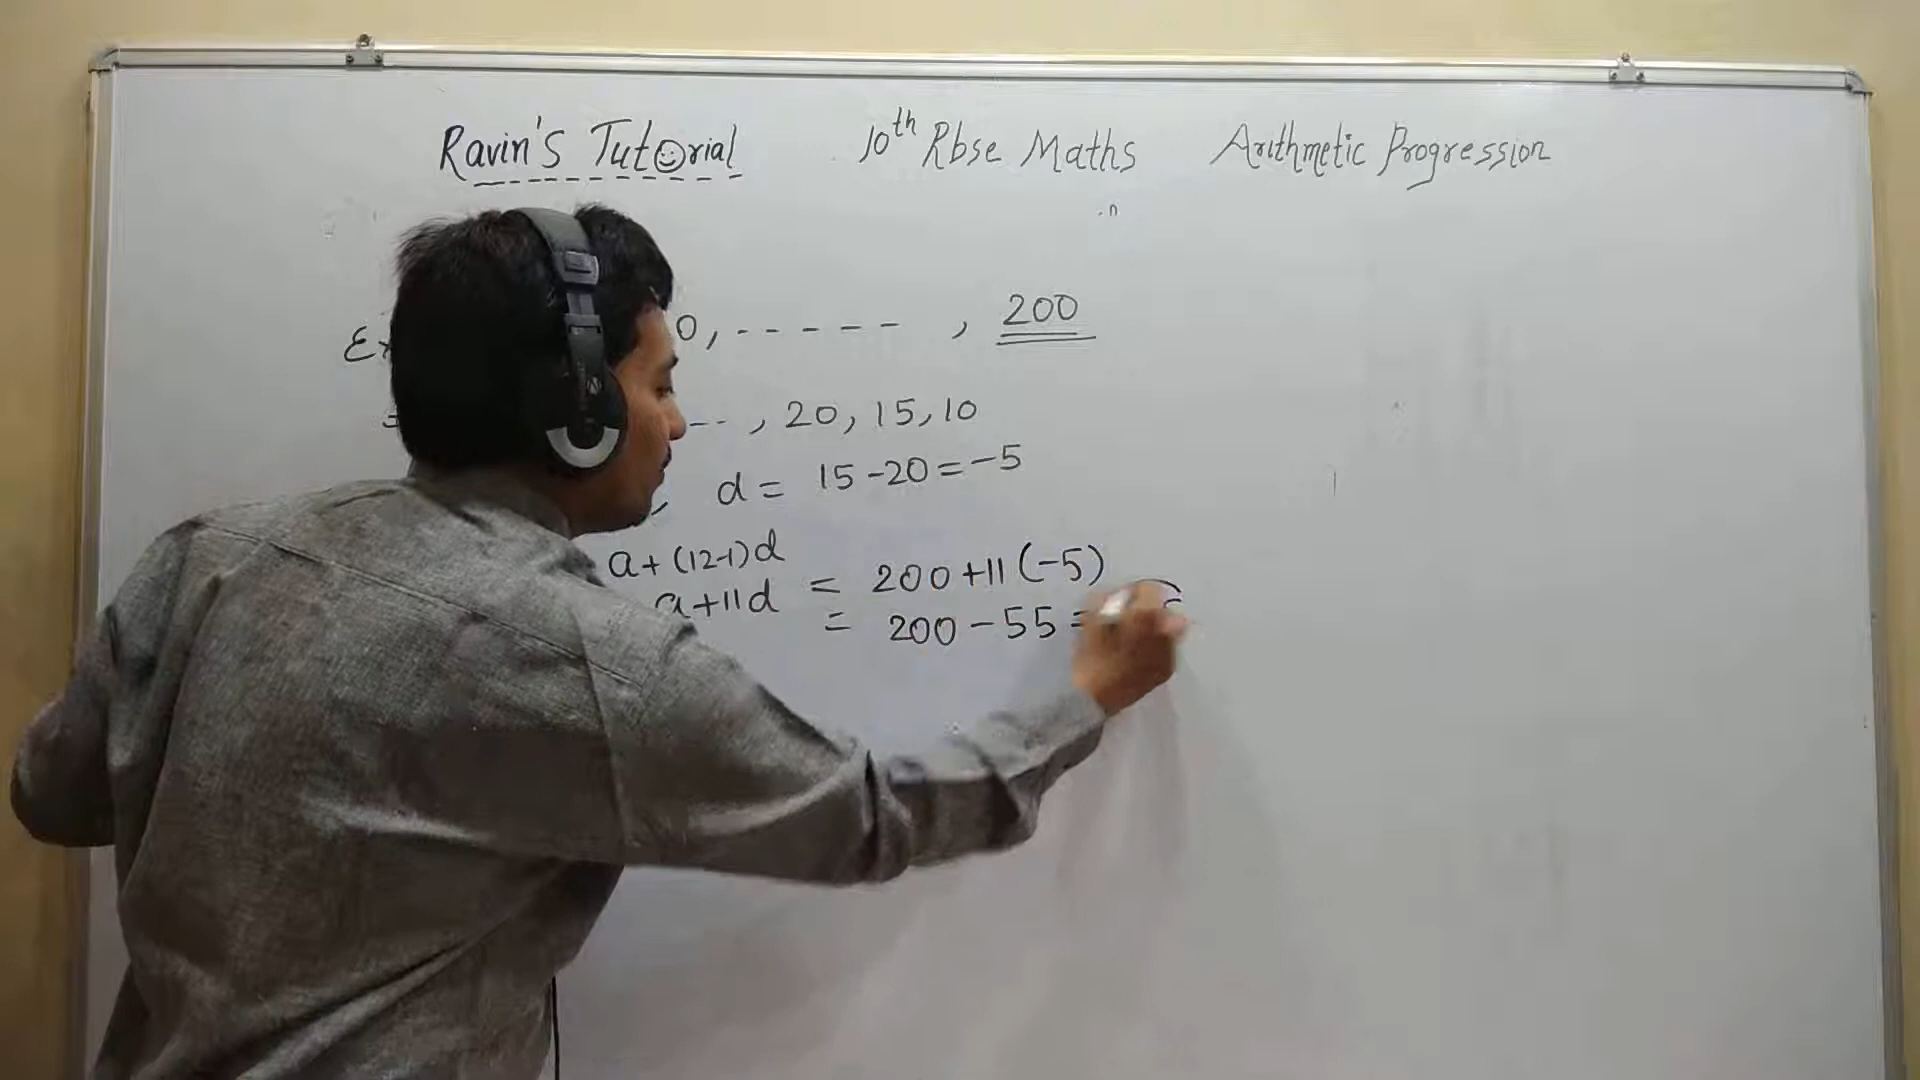 Ravin's Tutorial 10th Rbse Maths Arithmetic Progression
0, - - - - - , 200
- - , 20, 15, 10
, d = 15 - 20 = -5
a + (12-1)d
a + 11d = 200 + 11(-5)
= 200 - 55 =